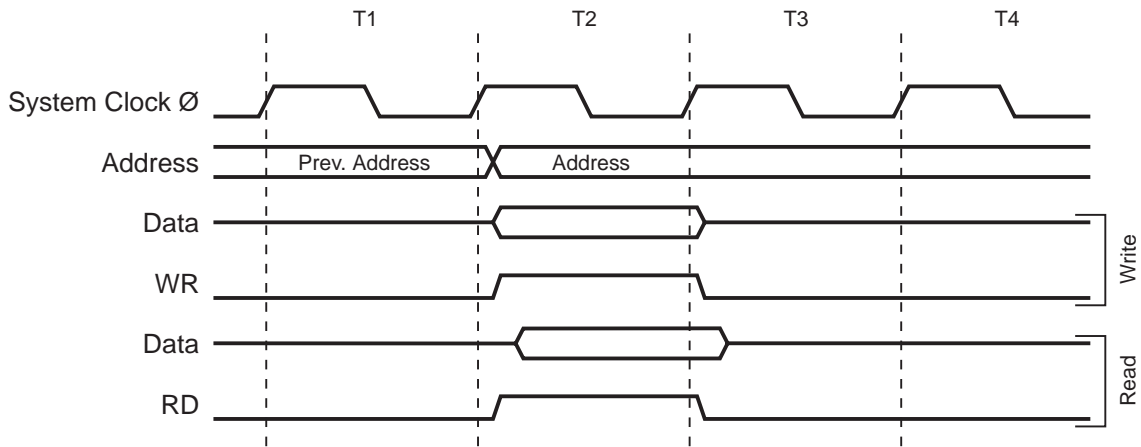 T1 T2 T3 T4
System Clock Ø
Address Prev. Address Address
Data
WR
Write
Data
RD
Read